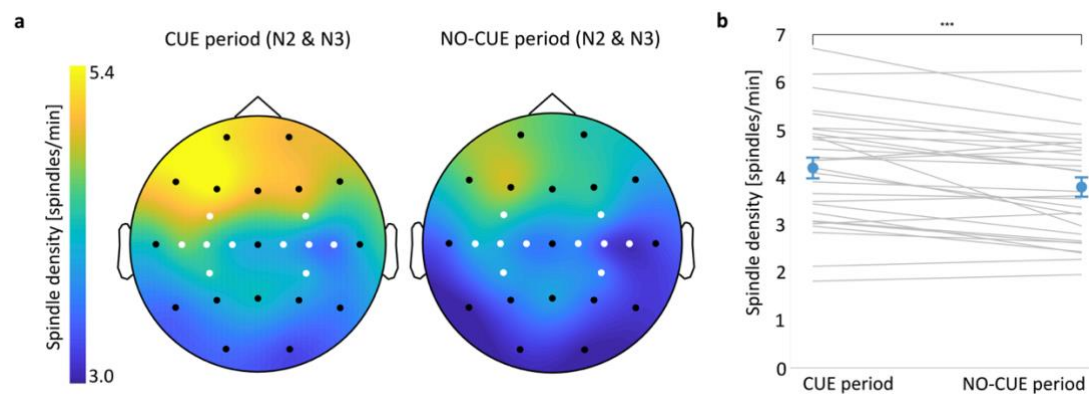 a
CUE period (N2 & N3)
NO-CUE period (N2 & N3)
Spindle density [spindles/min]
5.4
3.0
b
***
Spindle density [spindles/min]
7
6
5
4
3
2
1
0
CUE period
NO-CUE period